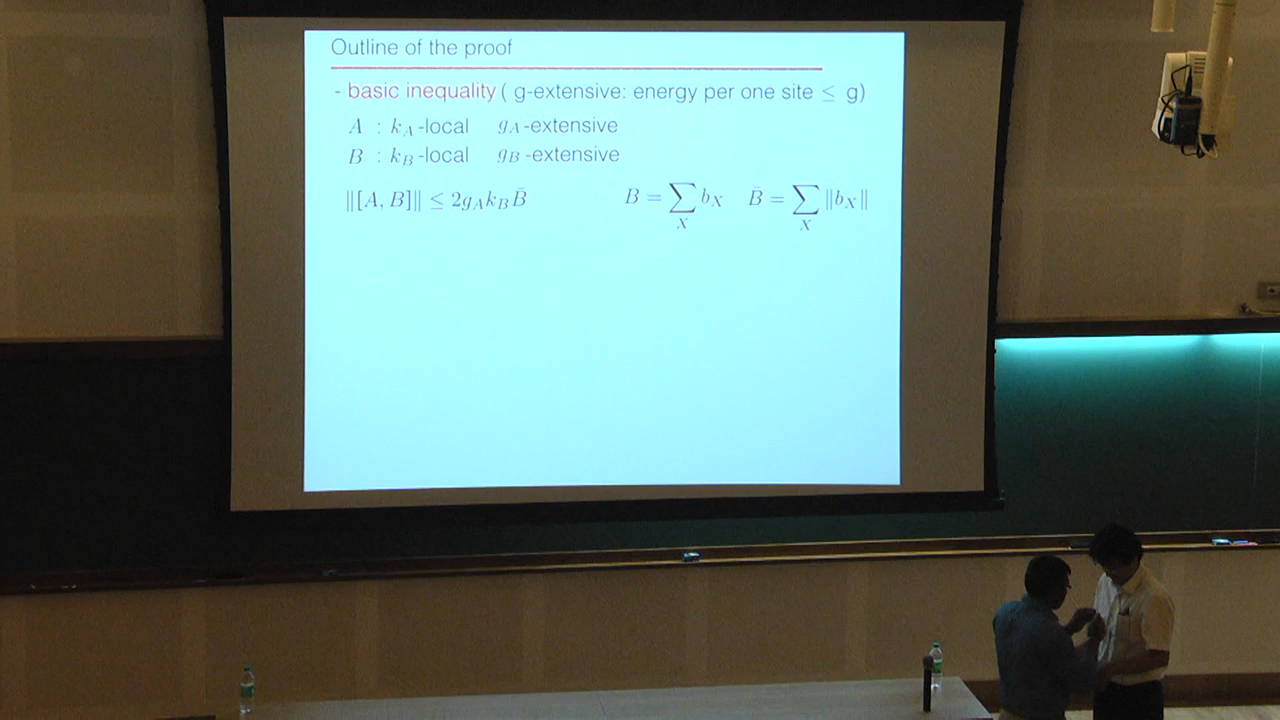 Outline of the proof
- basic inequality ( g-extensive: energy per one site ≤ g)
A : k_A-local g_A-extensive
B : k_B-local g_B-extensive
‖[A, B]‖ ≤ 2g_A k_B B̄ B = ∑_X b_X B̄ = ∑_X ‖b_X‖